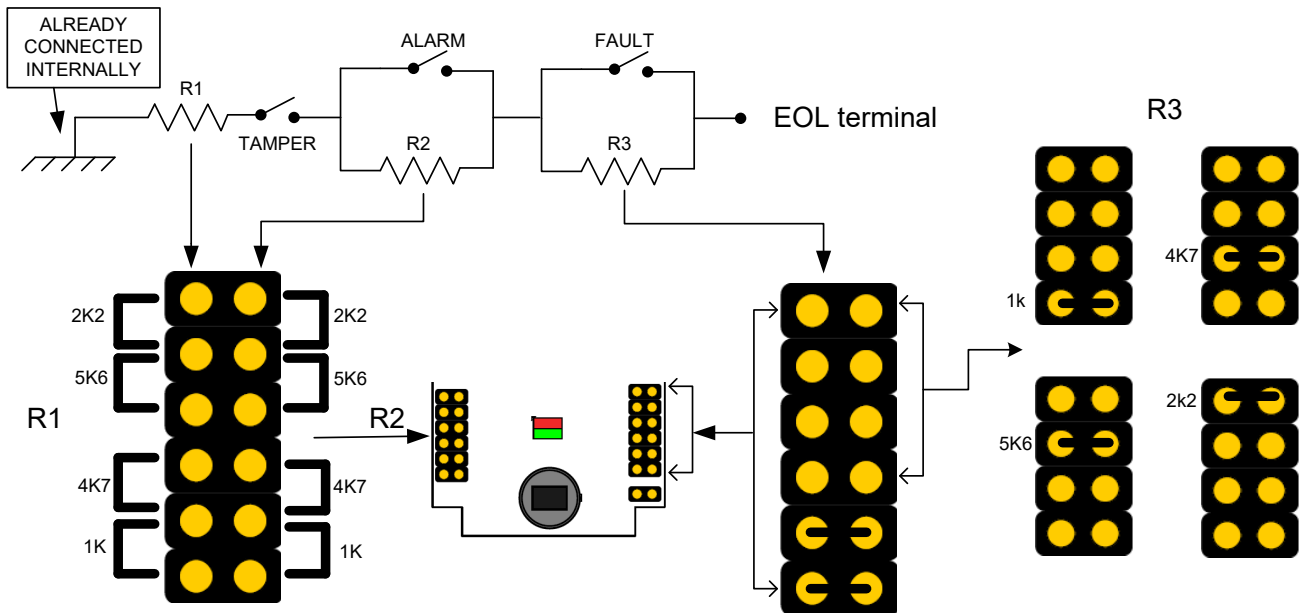 ALREADY
CONNECTED
INTERNALLY
R1
TAMPER
ALARM
R2
FAULT
R3
EOL terminal
R1
2K2
5K6
4K7
1K
2K2
5K6
4K7
1K
R2
R3
1k
4K7
5K6
2k2